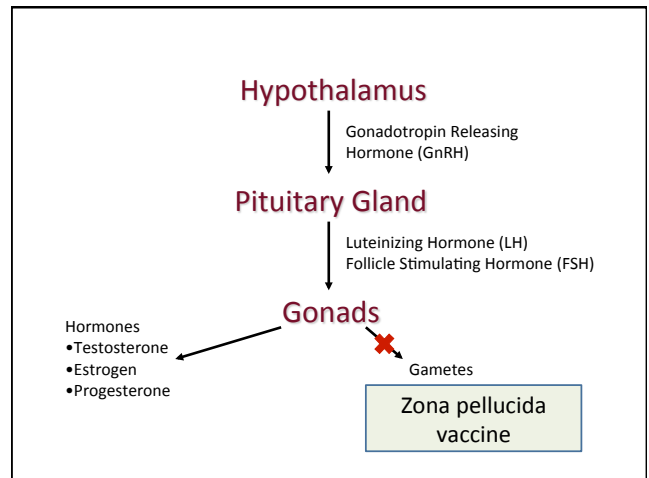 Hypothalamus
Gonadotropin Releasing
Hormone (GnRH)
Pituitary Gland
Luteinizing Hormone (LH)
Follicle Stimulating Hormone (FSH)
Gonads
Hormones
•Testosterone
•Estrogen
•Progesterone
Gametes
Zona pellucida
vaccine